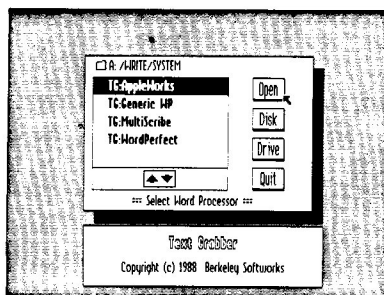 A: /WRITE/SYSTEM
TG:AppleWorks
TG:Generic WP
TG:MultiScribe
TG:WordPerfect
Open
Disk
Drive
Quit
=== Select Word Processor ===
Text Grabber
Copyright (c) 1988 Berkeley Softworks